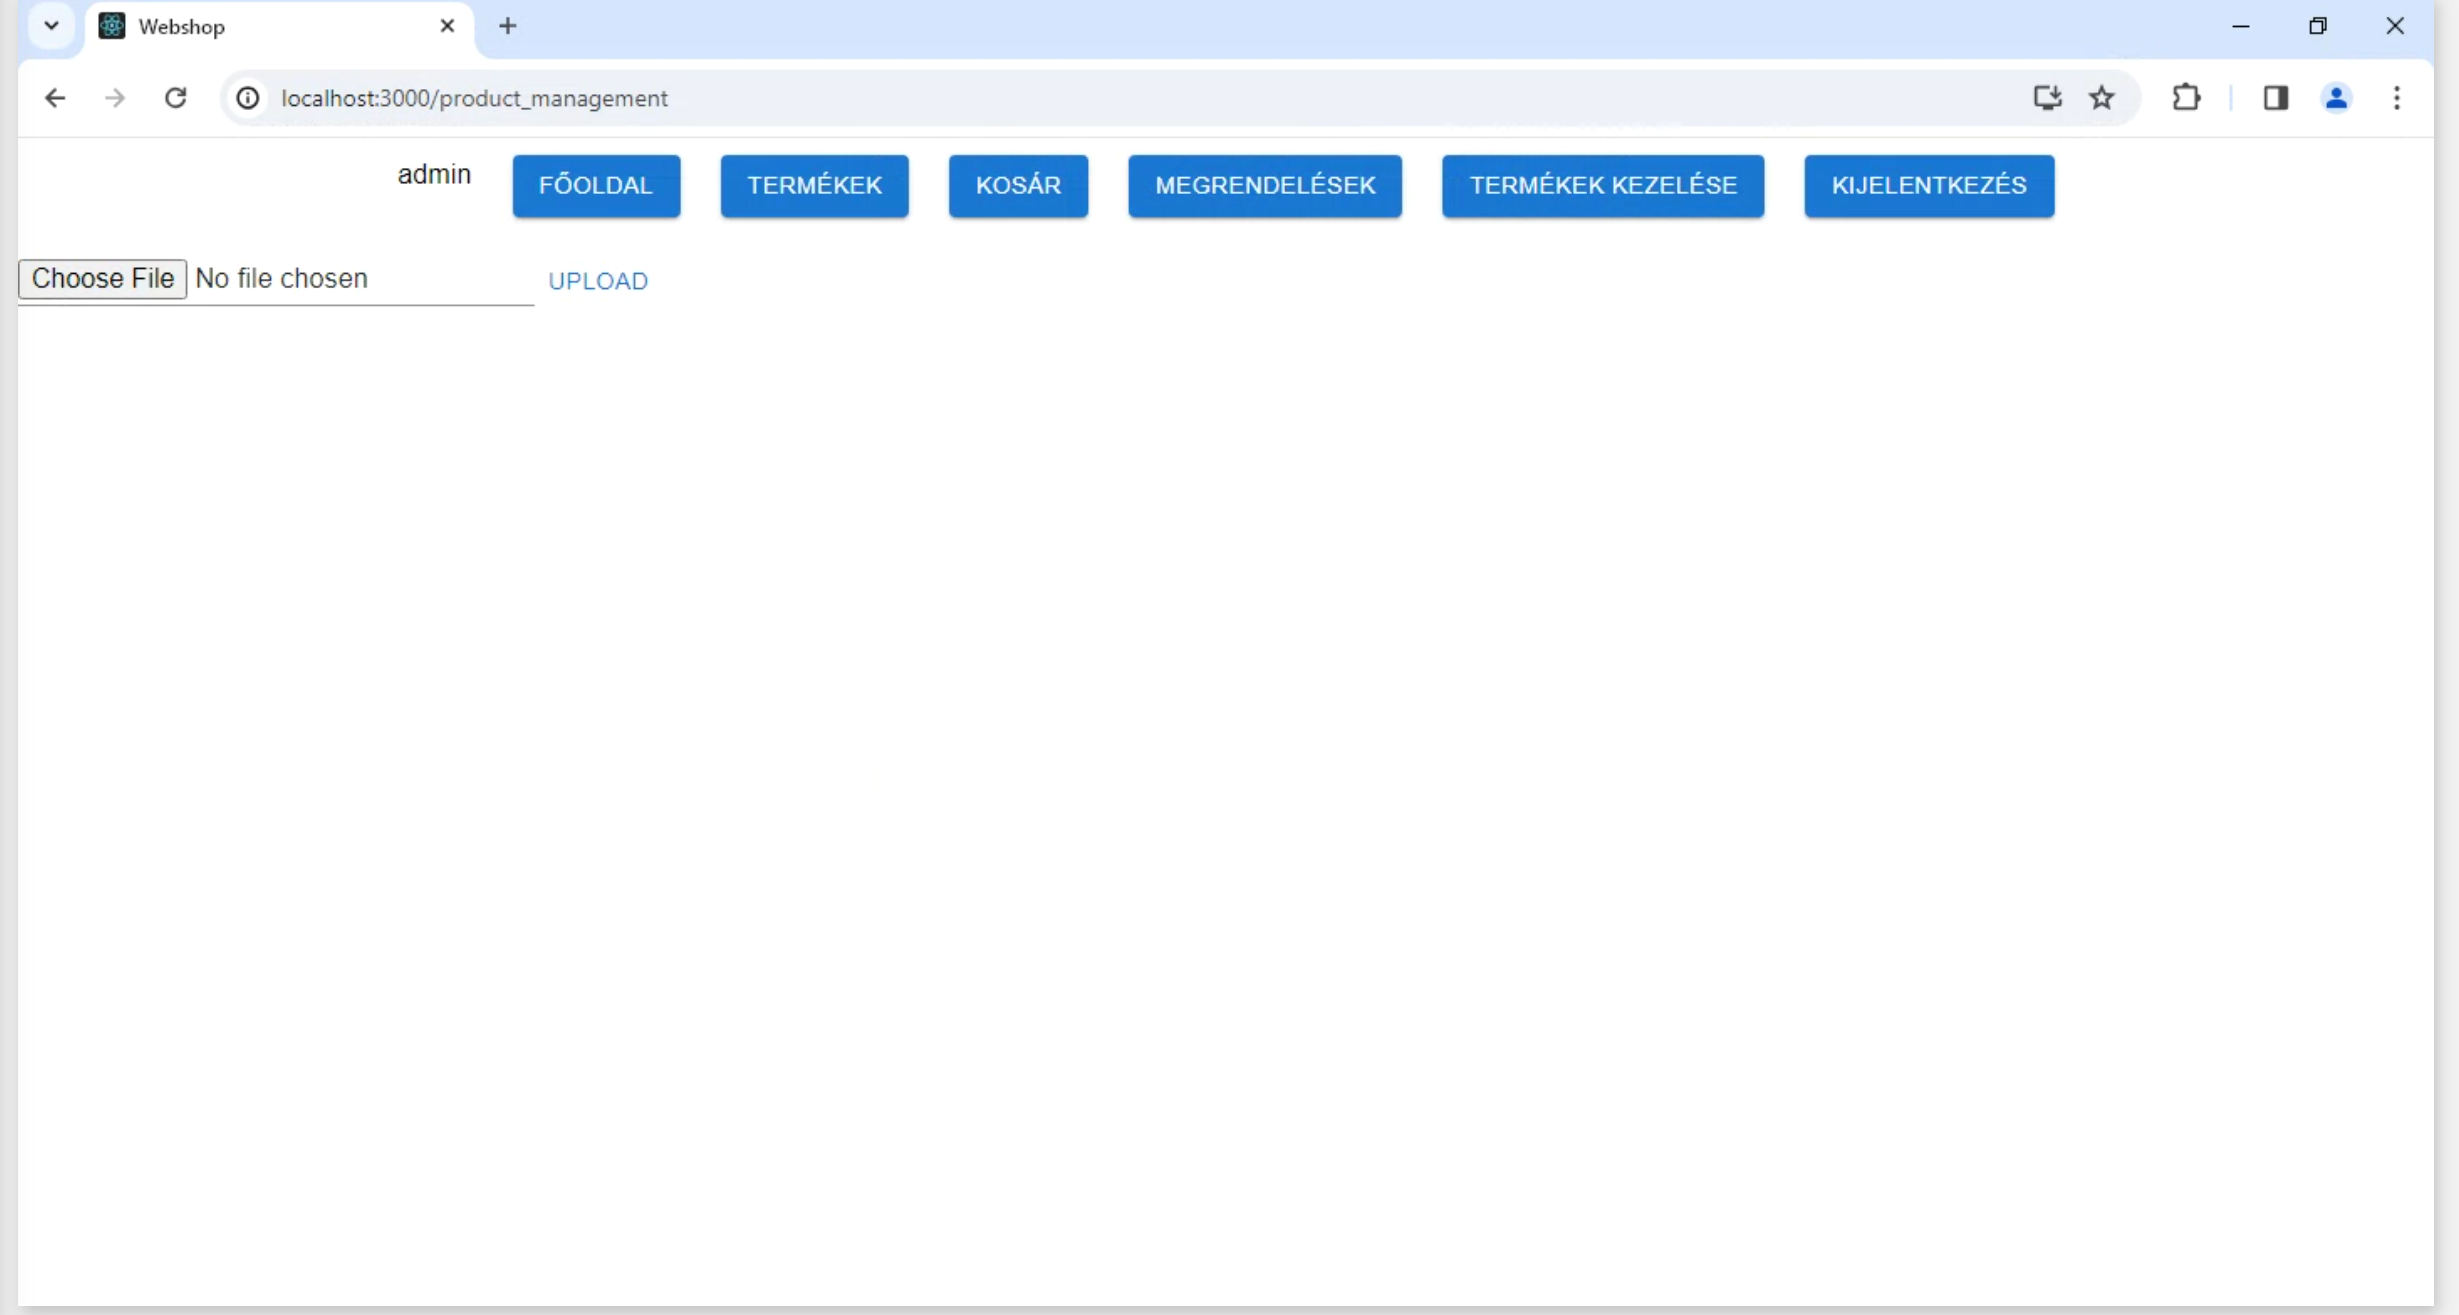 Webshop
localhost:3000/product_management
admin FŐOLDAL TERMÉKEK KOSÁR MEGRENDELÉSEK TERMÉKEK KEZELÉSE KIJELENTKEZÉS
Choose File No file chosen UPLOAD